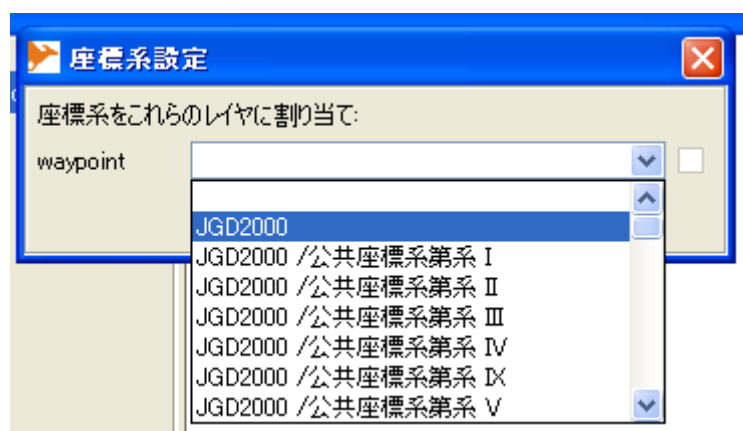 座標系設定
座標系をこれらのレイヤに割り当て:
waypoint
JGD2000
JGD2000 /公共座標系第系 Ⅰ
JGD2000 /公共座標系第系 Ⅱ
JGD2000 /公共座標系第系 Ⅲ
JGD2000 /公共座標系第系 Ⅳ
JGD2000 /公共座標系第系 Ⅸ
JGD2000 /公共座標系第系 Ⅴ